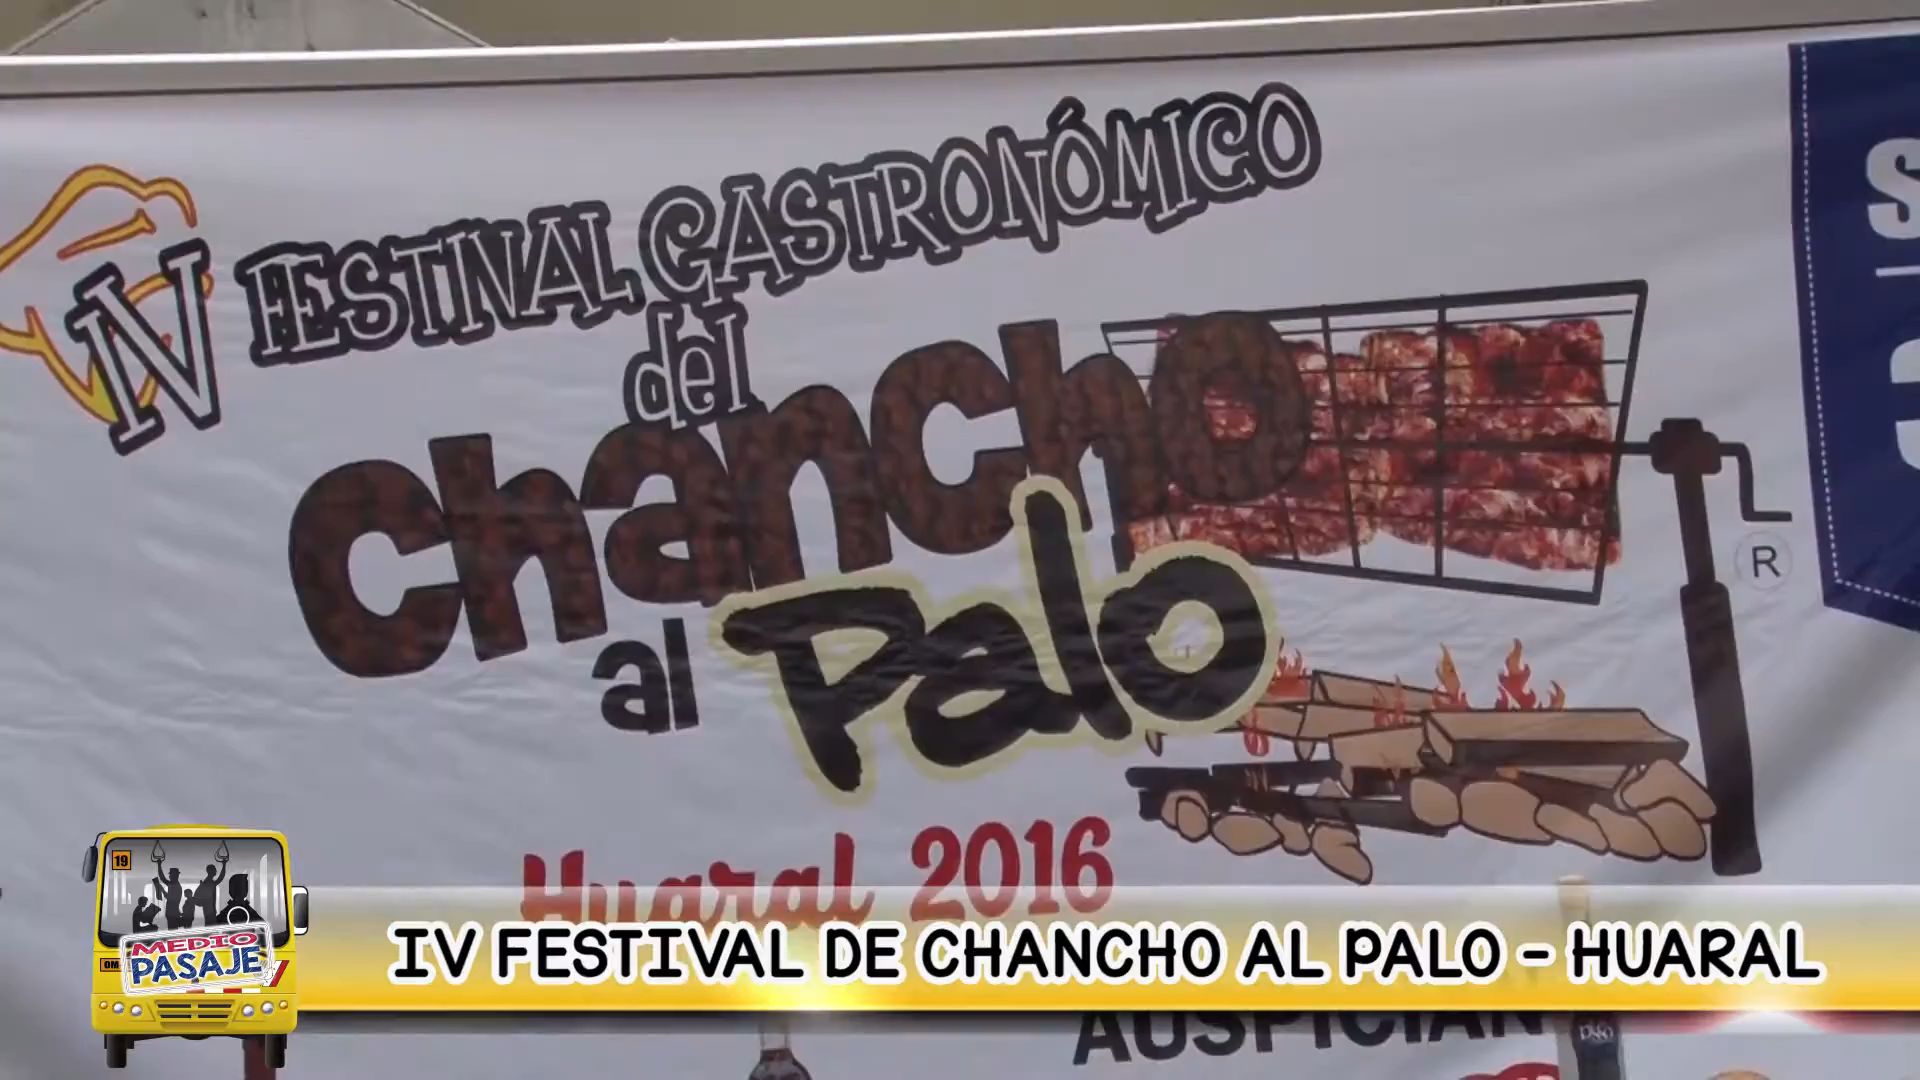 IV FESTIVAL GASTRONÓMICO
del
chancho
al Palo
R
Huaral 2016
19
MEDIO
PASAJE
IV FESTIVAL DE CHANCHO AL PALO - HUARAL
AUSPICIAN